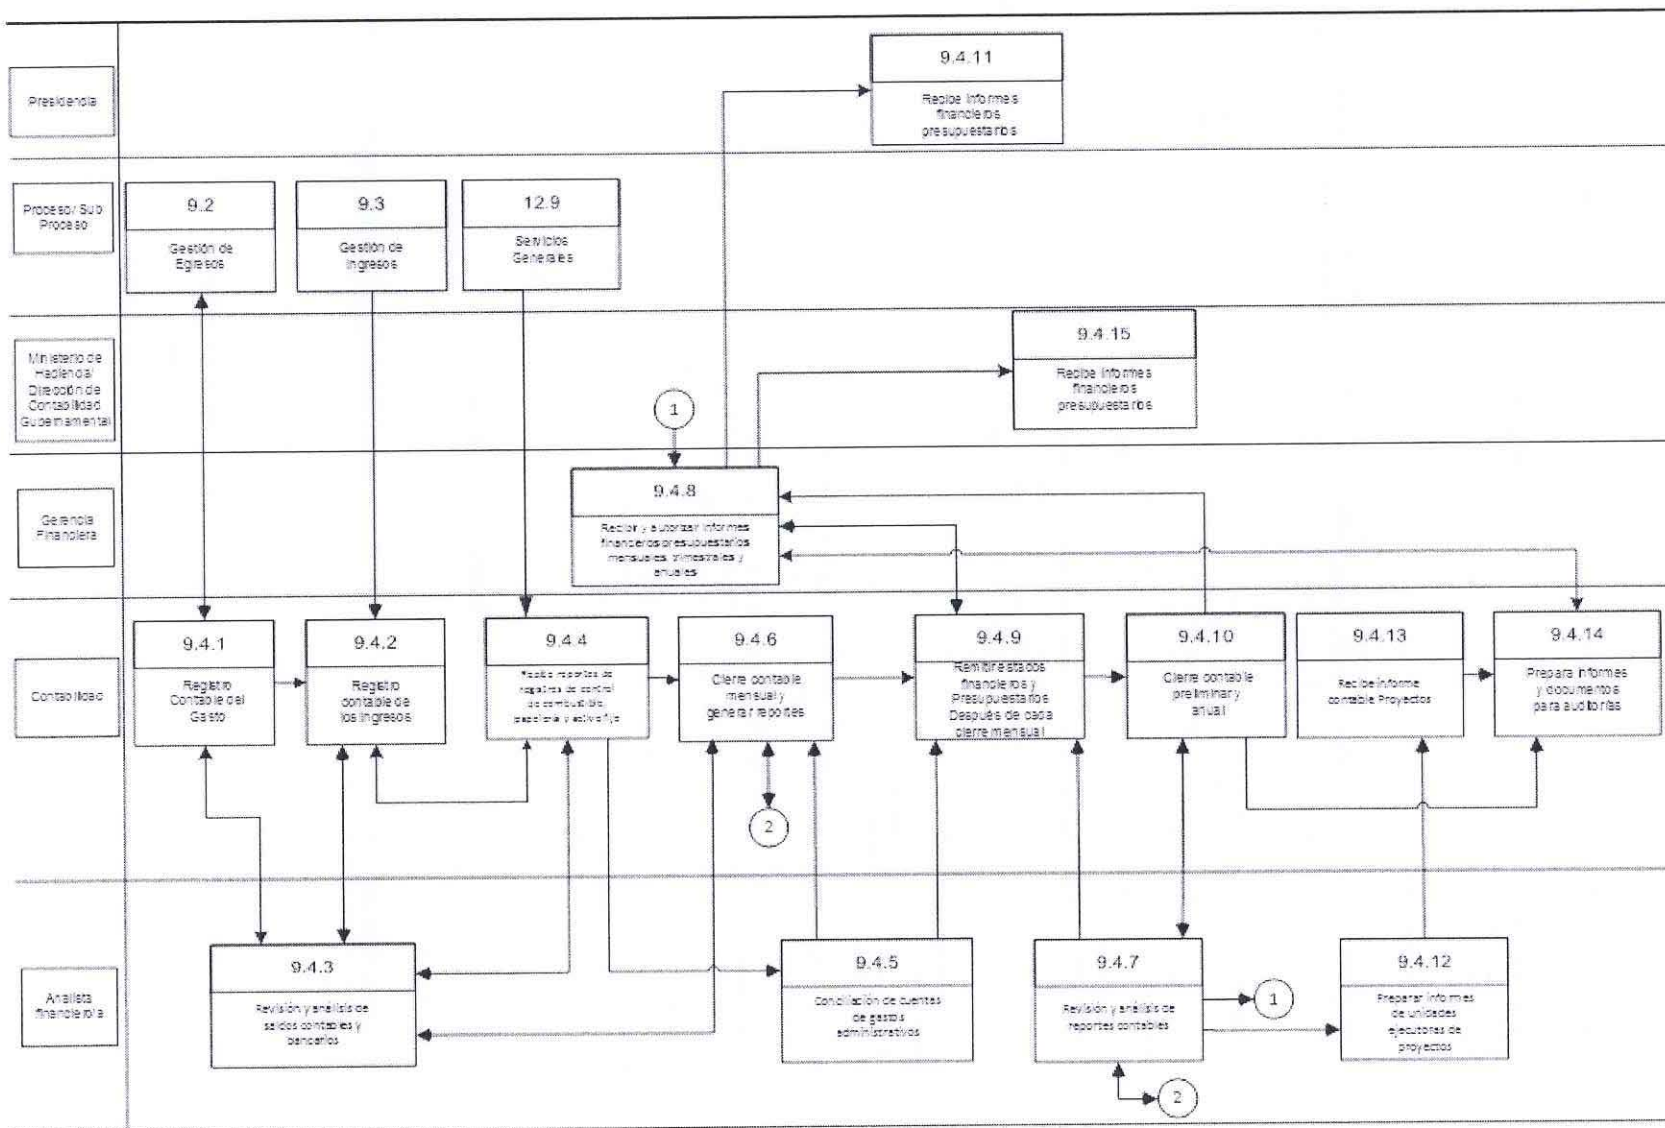 Presidencia
9.4.11
Recibe informes
financieros
presupuestarios
Proceso/ Sub
Proceso
9.2
Gestión de
Egresos
9.3
Gestión de
Ingresos
12.9
Servicios
Generales
Ministerio de
Hacienda/
Dirección de
Contabilidad
Gubernamental
9.4.15
Recibe informes
financieros
presupuestarios
1
Gerencia
Financiera
9.4.8
Recibir y autorizar informes
financieros presupuestarios
mensuales, trimestrales y
anuales
Contabilidad
9.4.1
Registro
Contable del
Gasto
9.4.2
Registro
contable de
los Ingresos
9.4.4
Recibe reportes de
registros de control
de combustible,
papelería y activo fijo
9.4.6
Cierre contable
mensual y
generar reportes
9.4.9
Remitir estados
financieros y
Presupuestarios
Después de cada
cierre mensual
9.4.10
Cierre contable
preliminar y
anual
9.4.13
Recibe informe
contable Proyectos
9.4.14
Prepara informes
y documentos
para auditorías
2
Analista
financiero/a
9.4.3
Revisión y análisis de
saldos contables y
bancarios
9.4.5
Conciliación de cuentas
de gastos
administrativos
9.4.7
Revisión y análisis de
reportes contables
1
9.4.12
Preparar informes
de unidades
ejecutoras de
proyectos
2